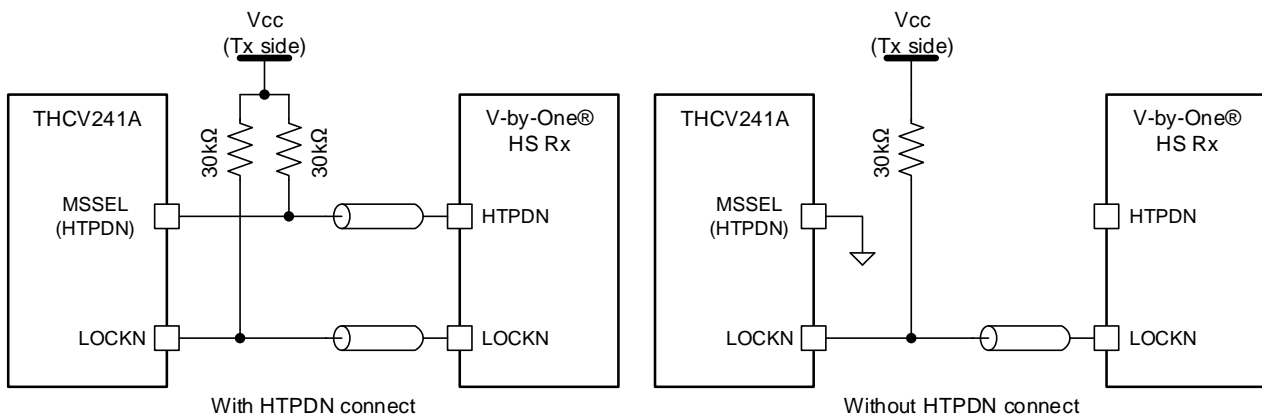 Vcc
(Tx side)
THCV241A
30kΩ
30kΩ
V-by-One®
HS Rx
MSSEL
(HTPDN)
HTPDN
LOCKN
LOCKN
With HTPDN connect
Vcc
(Tx side)
THCV241A
30kΩ
V-by-One®
HS Rx
MSSEL
(HTPDN)
HTPDN
LOCKN
LOCKN
Without HTPDN connect